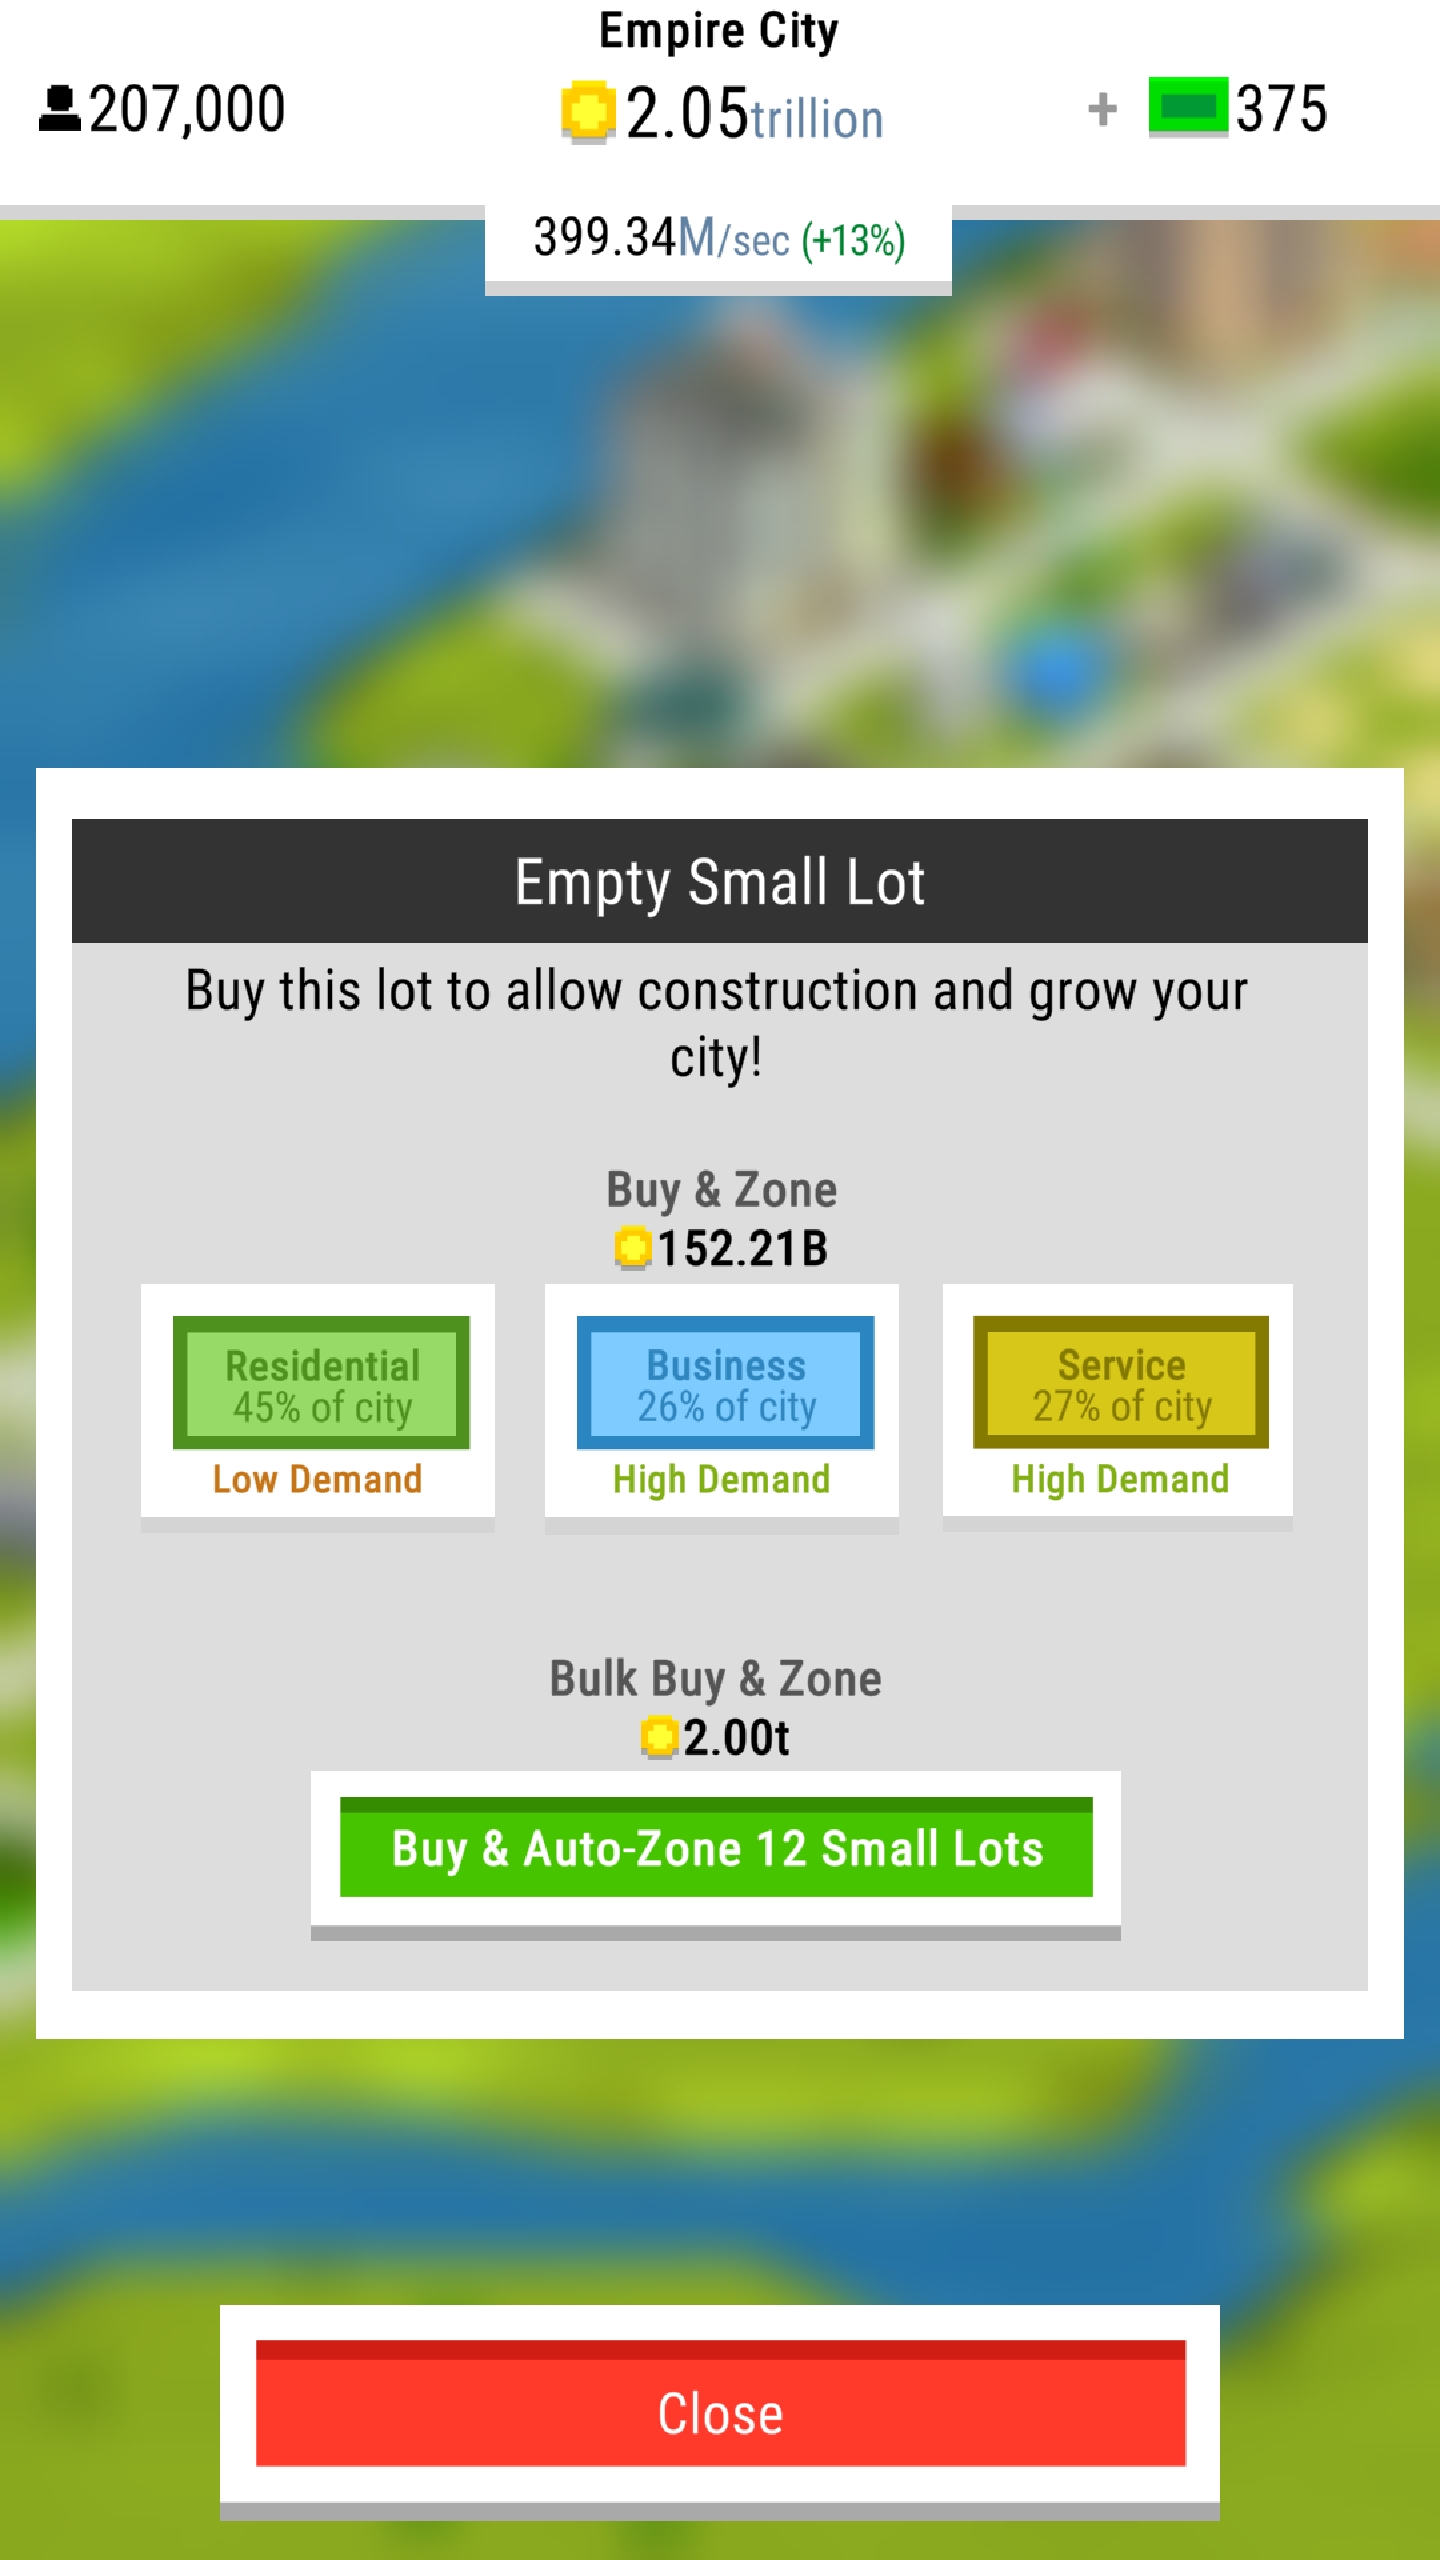 Empire City
207,000
2.05trillion
+ 375
399.34M/sec (+13%)
Empty Small Lot
Buy this lot to allow construction and grow your
city!
Buy & Zone
152.21B
Residential
45% of city
Low Demand
Business
26% of city
High Demand
Service
27% of city
High Demand
Bulk Buy & Zone
2.00t
Buy & Auto-Zone 12 Small Lots
Close